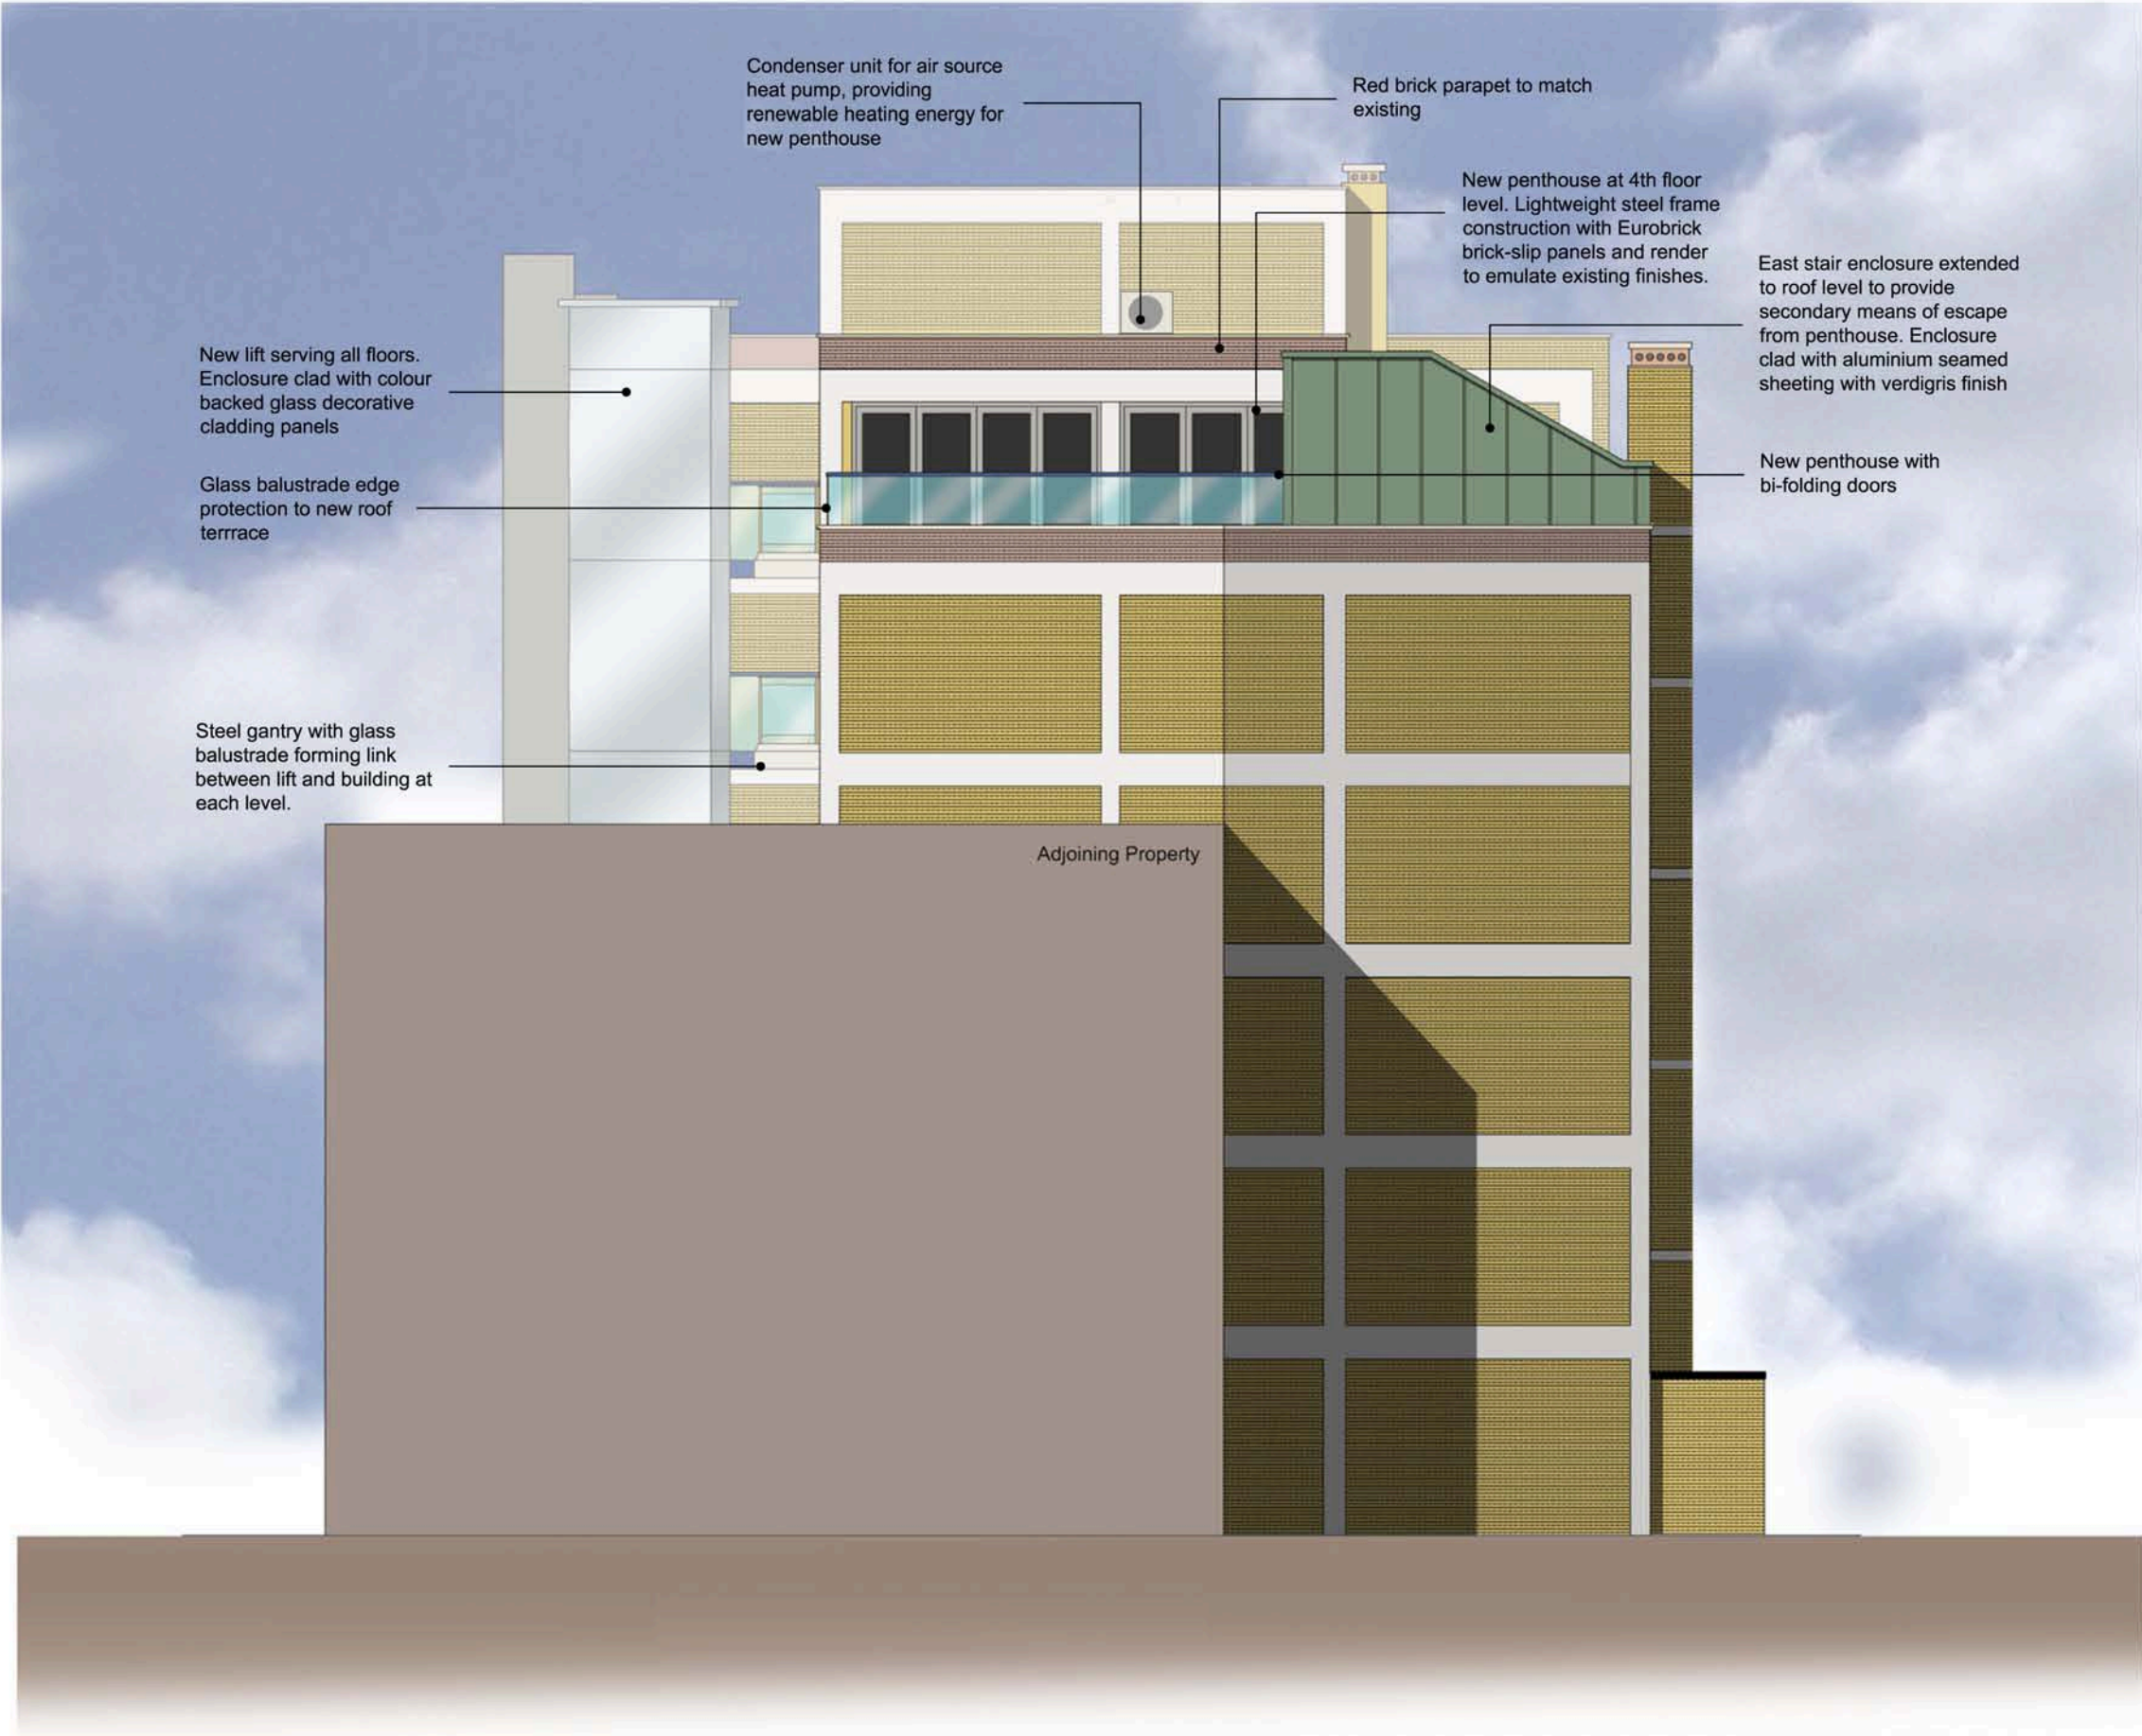 Condenser unit for air source
heat pump, providing
renewable heating energy for
new penthouse
Red brick parapet to match
existing
New penthouse at 4th floor
level. Lightweight steel frame
construction with Eurobrick
brick-slip panels and render
to emulate existing finishes.
East stair enclosure extended
to roof level to provide
secondary means of escape
from penthouse. Enclosure
clad with aluminium seamed
sheeting with verdigris finish
New lift serving all floors.
Enclosure clad with colour
backed glass decorative
cladding panels
New penthouse with
bi-folding doors
Glass balustrade edge
protection to new roof
terrrace
Steel gantry with glass
balustrade forming link
between lift and building at
each level.
Adjoining Property